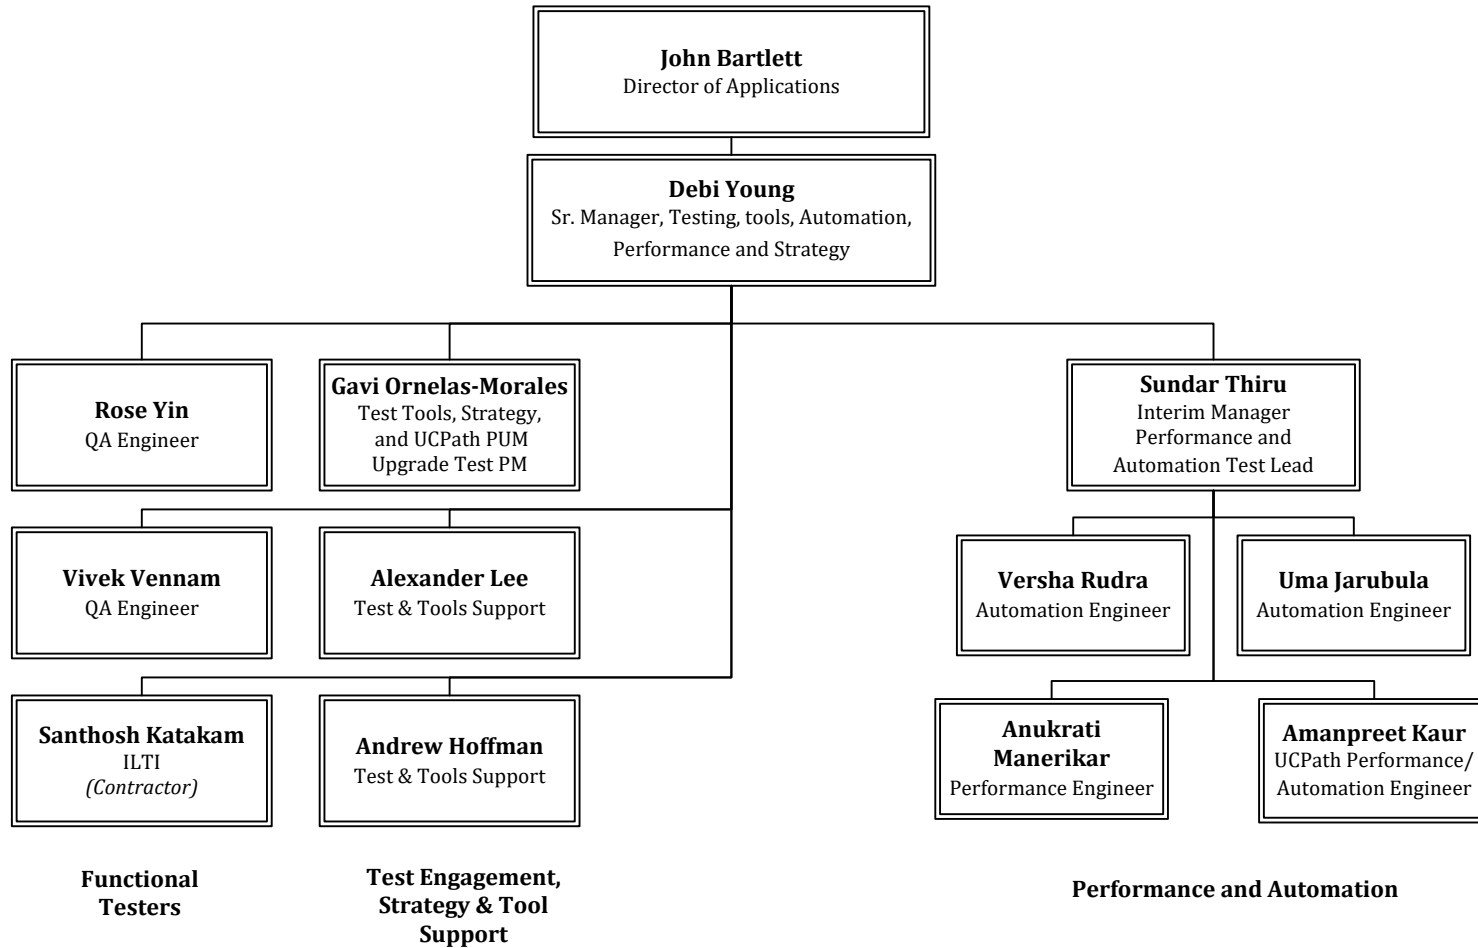 John Bartlett
Director of Applications
Debi Young
Sr. Manager, Testing, tools, Automation,
Performance and Strategy
Rose Yin
QA Engineer
Gavi Ornelas-Morales
Test Tools, Strategy,
and UCPath PUM
Upgrade Test PM
Sundar Thiru
Interim Manager
Performance and
Automation Test Lead
Vivek Vennam
QA Engineer
Alexander Lee
Test & Tools Support
Versha Rudra
Automation Engineer
Uma Jarubula
Automation Engineer
Santhosh Katakam
ILTI
(Contractor)
Andrew Hoffman
Test & Tools Support
Anukrati
Manerikar
Performance Engineer
Amanpreet Kaur
UCPath Performance/
Automation Engineer
Functional
Testers
Test Engagement,
Strategy & Tool
Support
Performance and Automation